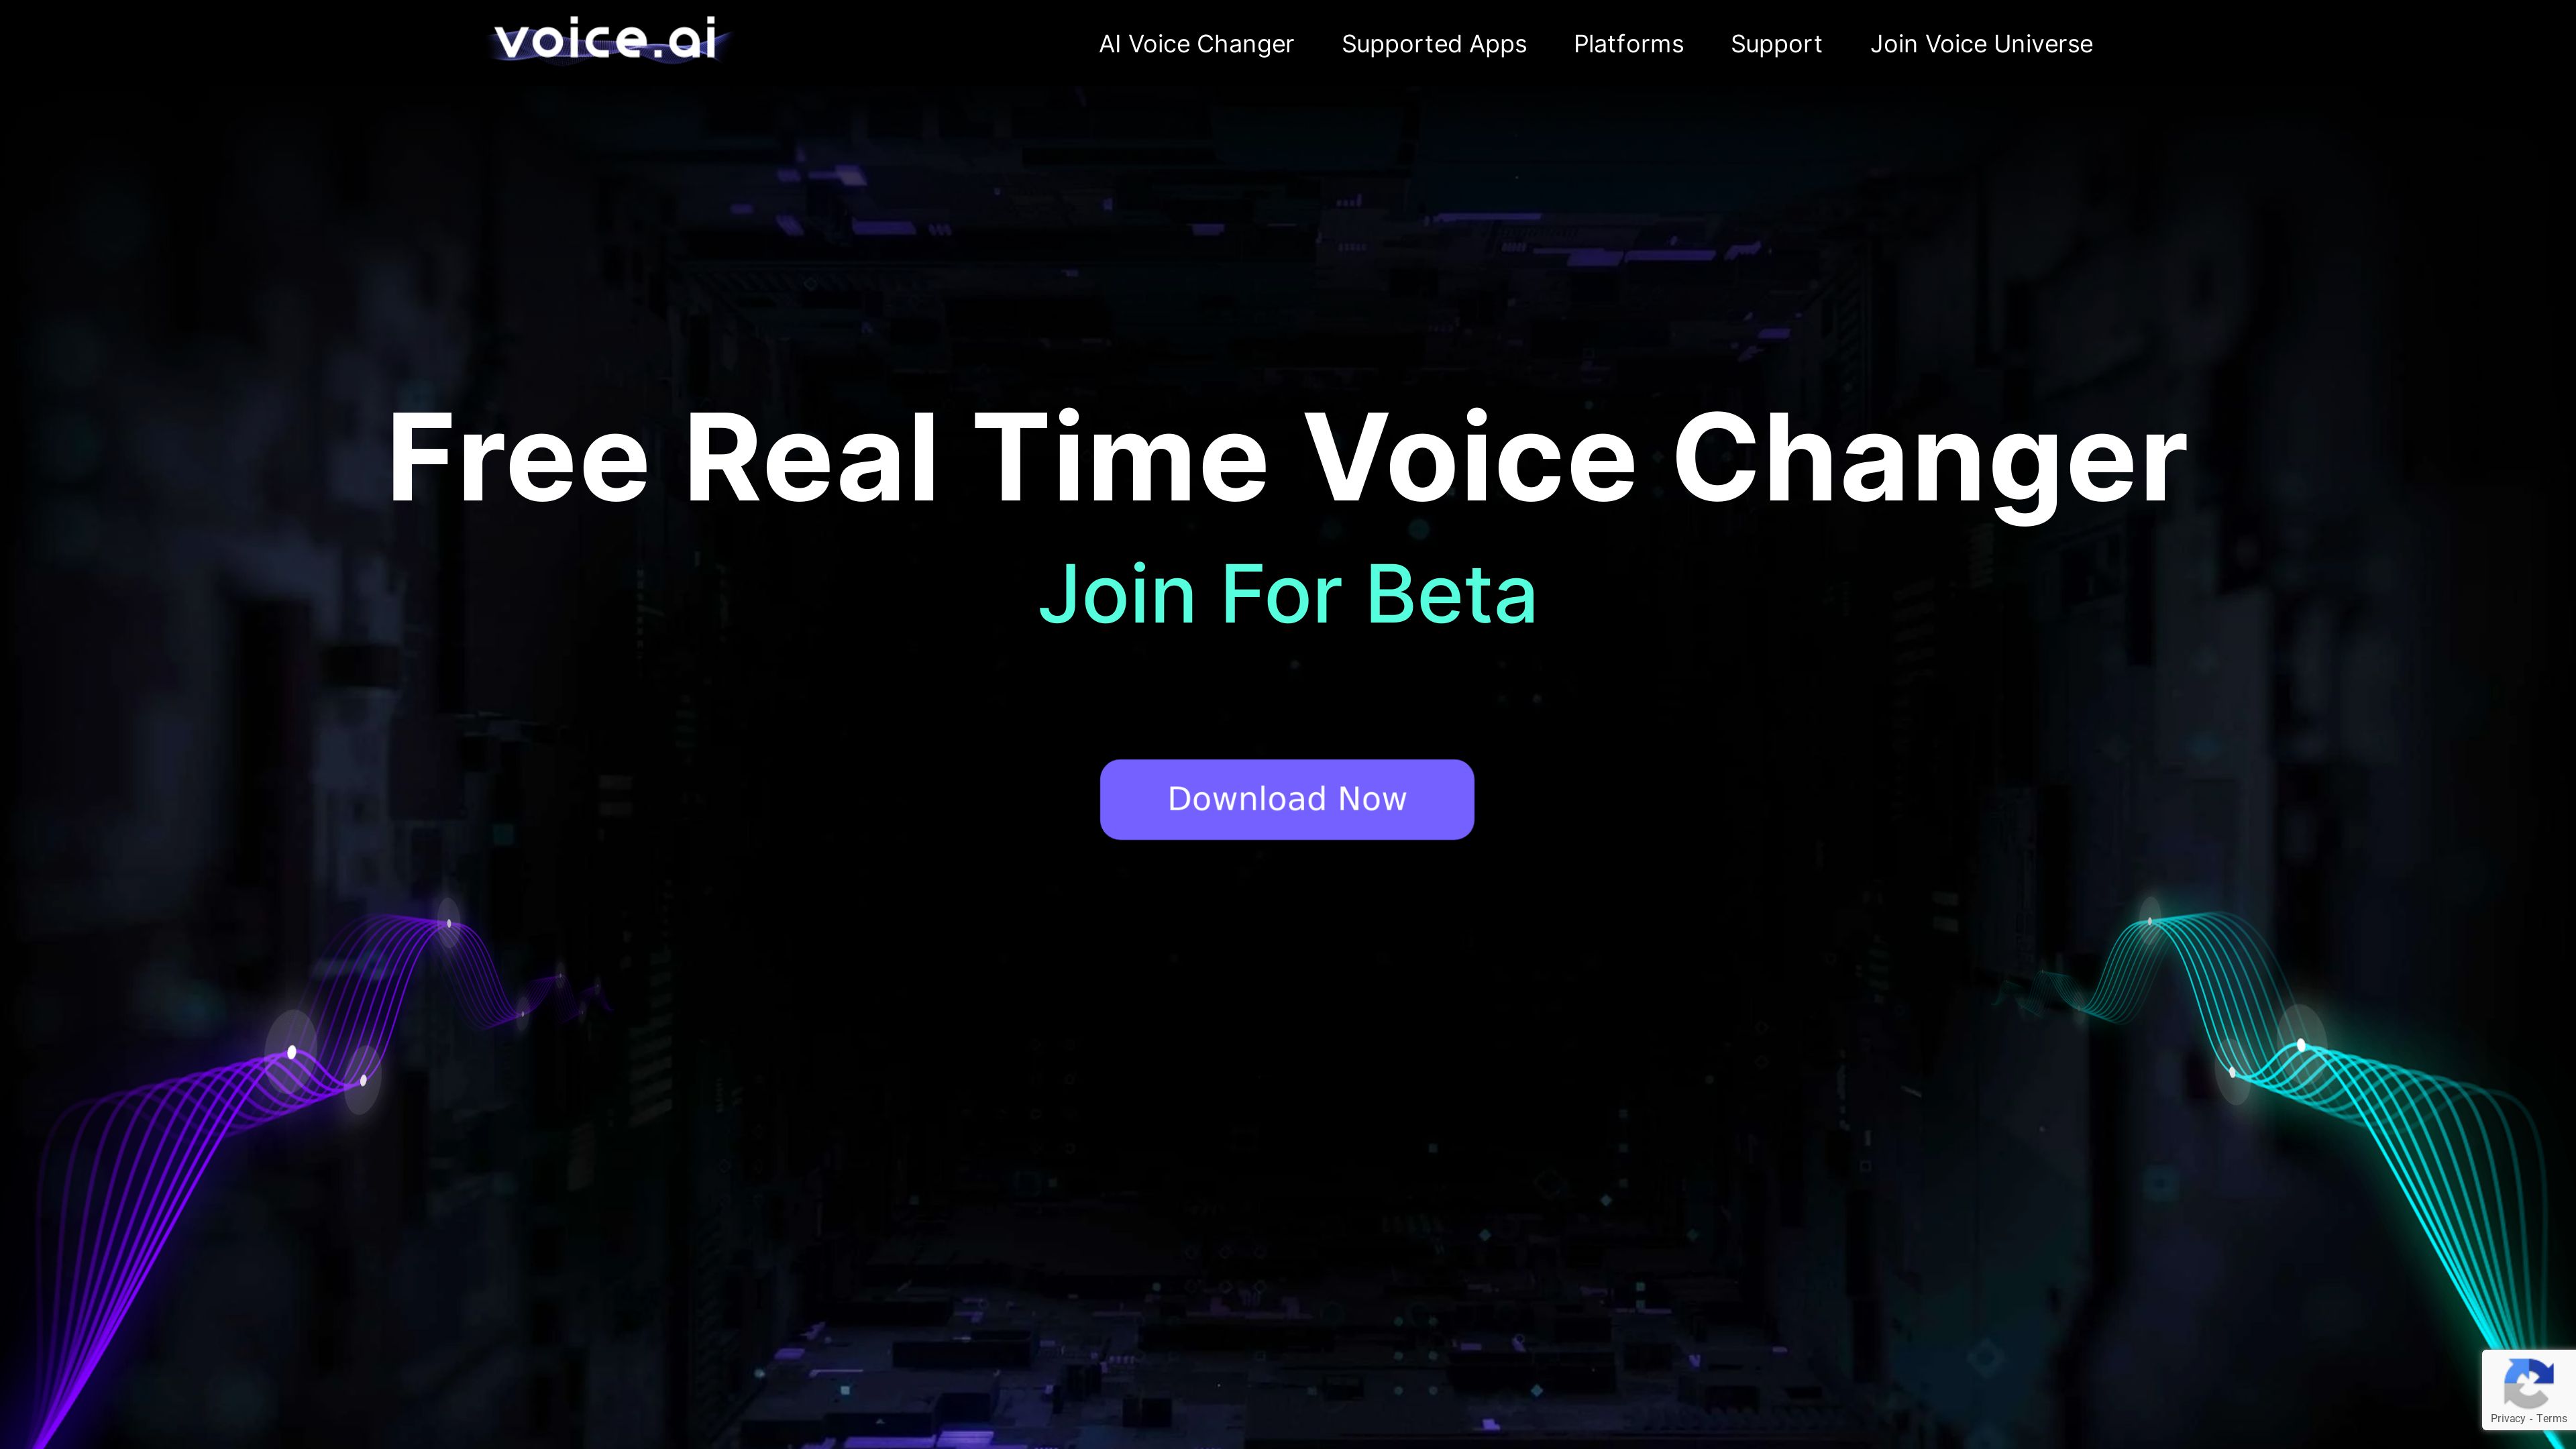 voice.ai
AI Voice Changer Supported Apps Platforms Support Join Voice Universe
Free Real Time Voice Changer
Join For Beta
Download Now
Privacy - Terms